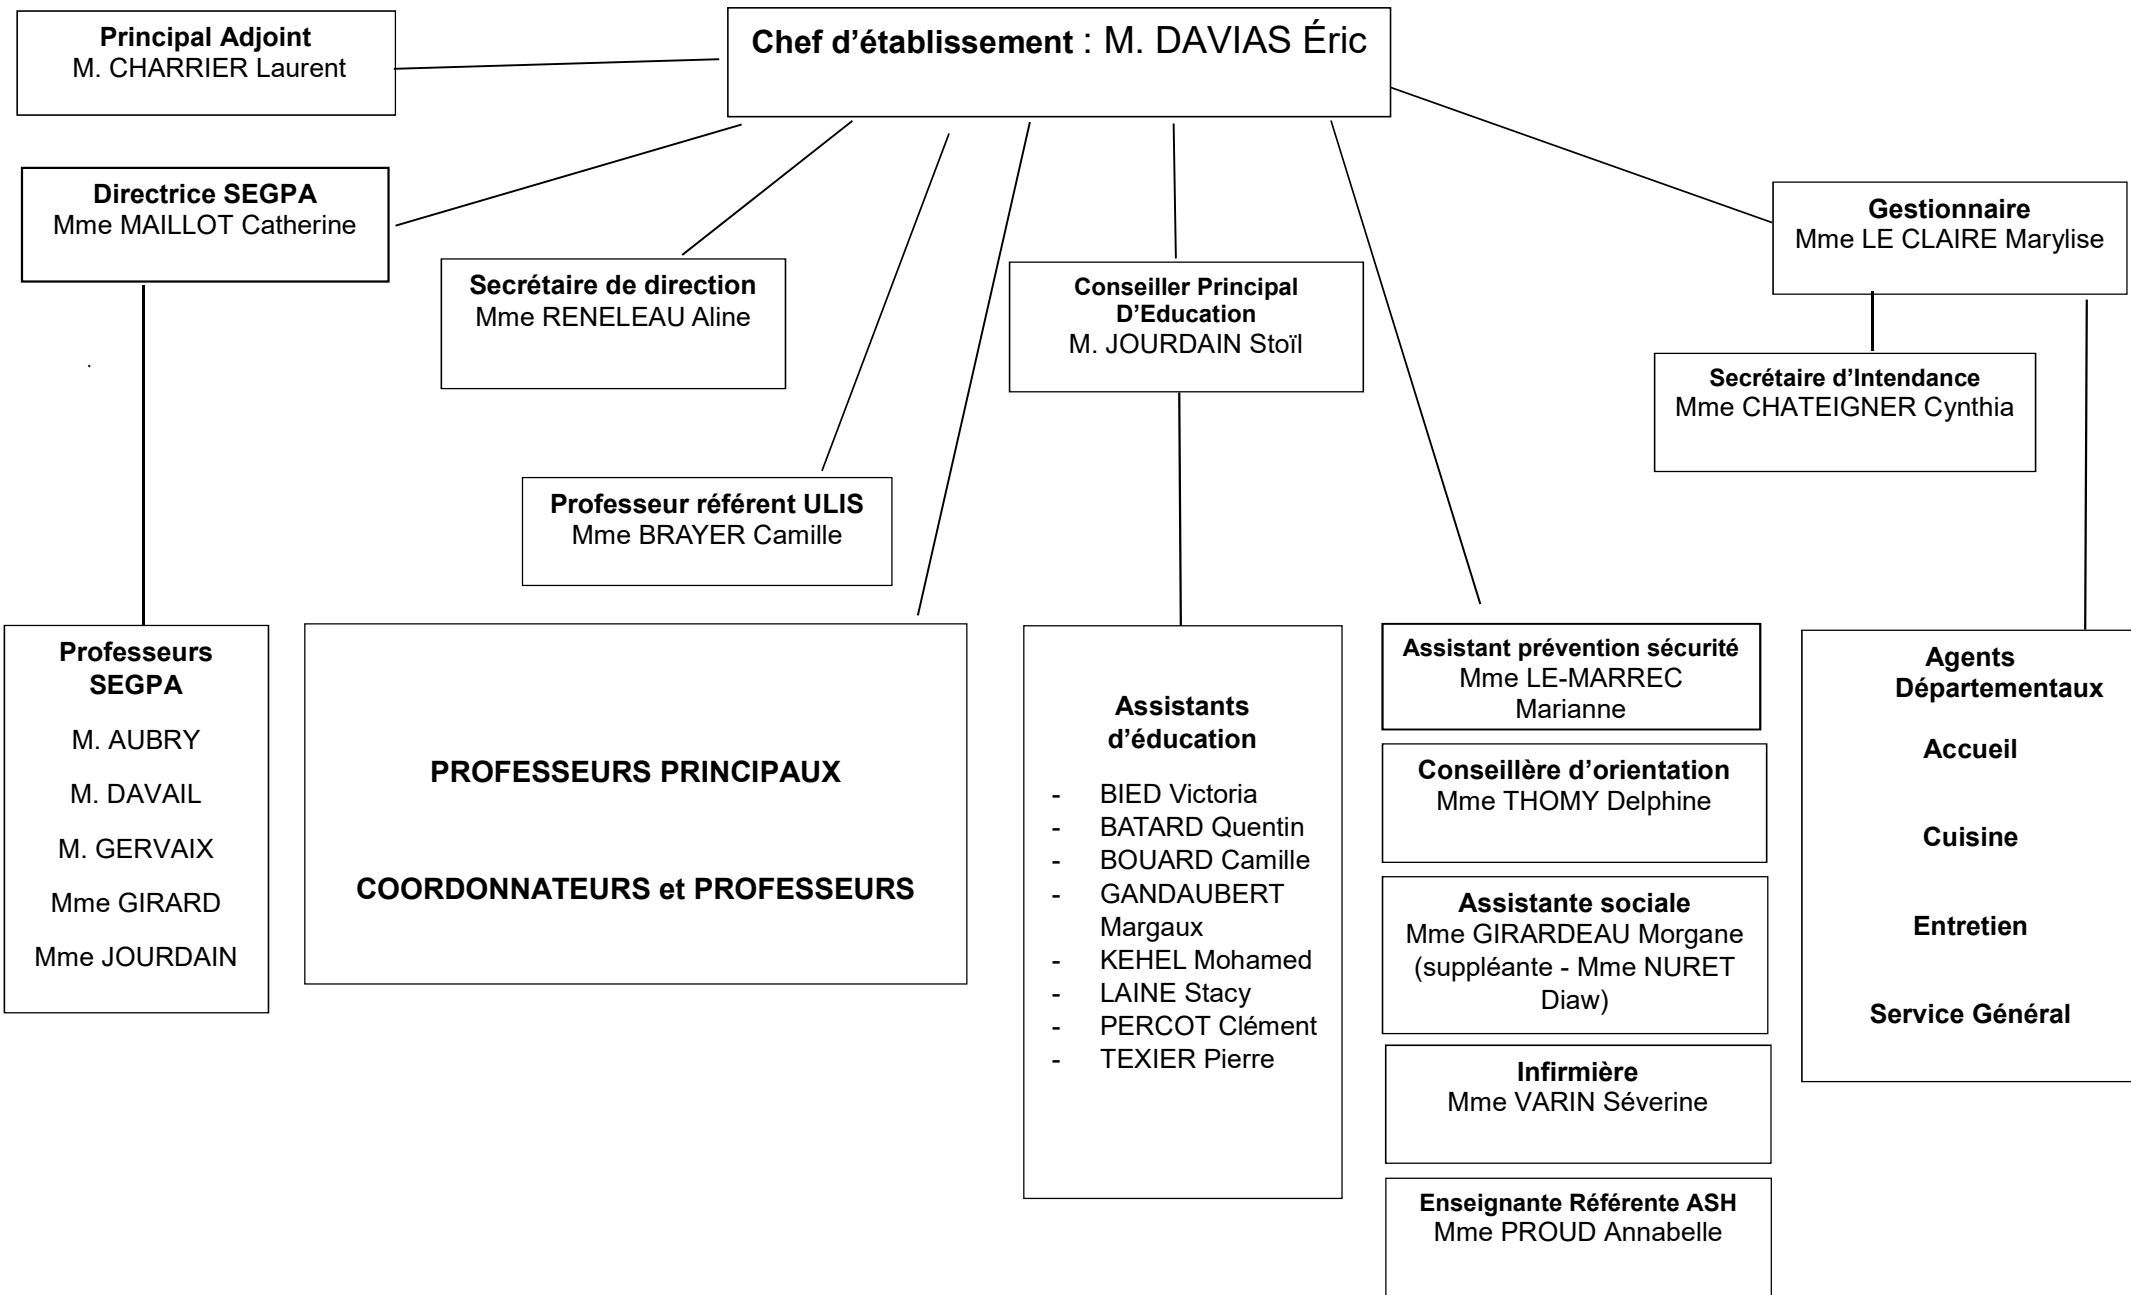 Principal Adjoint
M. CHARRIER Laurent
Chef d’établissement : M. DAVIAS Éric
Directrice SEGPA
Mme MAILLOT Catherine
Gestionnaire
Mme LE CLAIRE Marylise
Secrétaire de direction
Mme RENELEAU Aline
Conseiller Principal
D’Education
M. JOURDAIN Stoïl
Secrétaire d’Intendance
Mme CHATEIGNER Cynthia
Professeur référent ULIS
Mme BRAYER Camille
Professeurs
SEGPA
M. AUBRY
M. DAVAIL
M. GERVAIX
Mme GIRARD
Mme JOURDAIN
PROFESSEURS PRINCIPAUX
COORDONNATEURS et PROFESSEURS
Assistants
d’éducation
- BIED Victoria
- BATARD Quentin
- BOUARD Camille
- GANDAUBERT
Margaux
- KEHEL Mohamed
- LAINE Stacy
- PERCOT Clément
- TEXIER Pierre
Assistant prévention sécurité
Mme LE-MARREC
Marianne
Conseillère d’orientation
Mme THOMY Delphine
Assistante sociale
Mme GIRARDEAU Morgane
(suppléante - Mme NURET
Diaw)
Infirmière
Mme VARIN Séverine
Enseignante Référente ASH
Mme PROUD Annabelle
Agents
Départementaux
Accueil
Cuisine
Entretien
Service Général